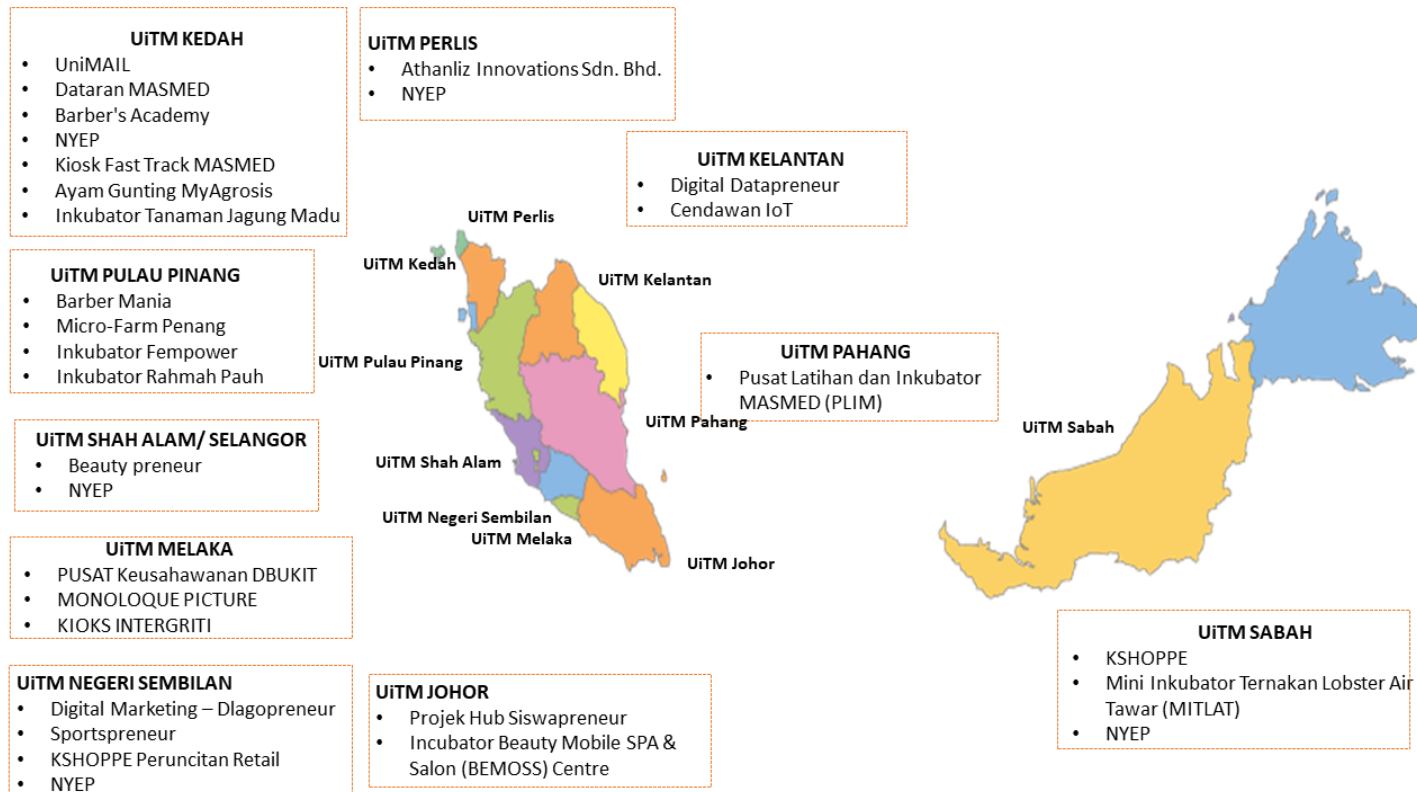 UiTM KEDAH
• UniMAIL
• Dataran MASMED
• Barber's Academy
• NYEP
• Kiosk Fast Track MASMED
• Ayam Gunting MyAgrosis
• Inkubator Tanaman Jagung Madu
UiTM PERLIS
• Athanliz Innovations Sdn. Bhd.
• NYEP
UiTM KELANTAN
• Digital Datapreneur
• Cendawan IoT
UiTM PULAU PINANG
• Barber Mania
• Micro-Farm Penang
• Inkubator Fempower
• Inkubator Rahmah Pauh
UiTM Perlis
UiTM Kedah
UiTM Kelantan
UiTM Pulau Pinang
UiTM Pahang
UiTM Shah Alam
UiTM Negeri Sembilan
UiTM Melaka
UiTM Johor
UiTM Sabah
UiTM PAHANG
• Pusat Latihan dan Inkubator
MASMED (PLIM)
UiTM SHAH ALAM/ SELANGOR
• Beauty preneur
• NYEP
UiTM MELAKA
• PUSAT Keusahawanan DBUKIT
• MONOLOQUE PICTURE
• KIOKS INTERGRITI
UiTM NEGERI SEMBILAN
• Digital Marketing – Dlagopreneur
• Sportspreneur
• KSHOPPE Peruncitan Retail
• NYEP
UiTM JOHOR
• Projek Hub Siswapreneur
• Incubator Beauty Mobile SPA &
Salon (BEMOSS) Centre
UiTM SABAH
• KSHOPPE
• Mini Inkubator Ternakan Lobster Air
Tawar (MITLAT)
• NYEP